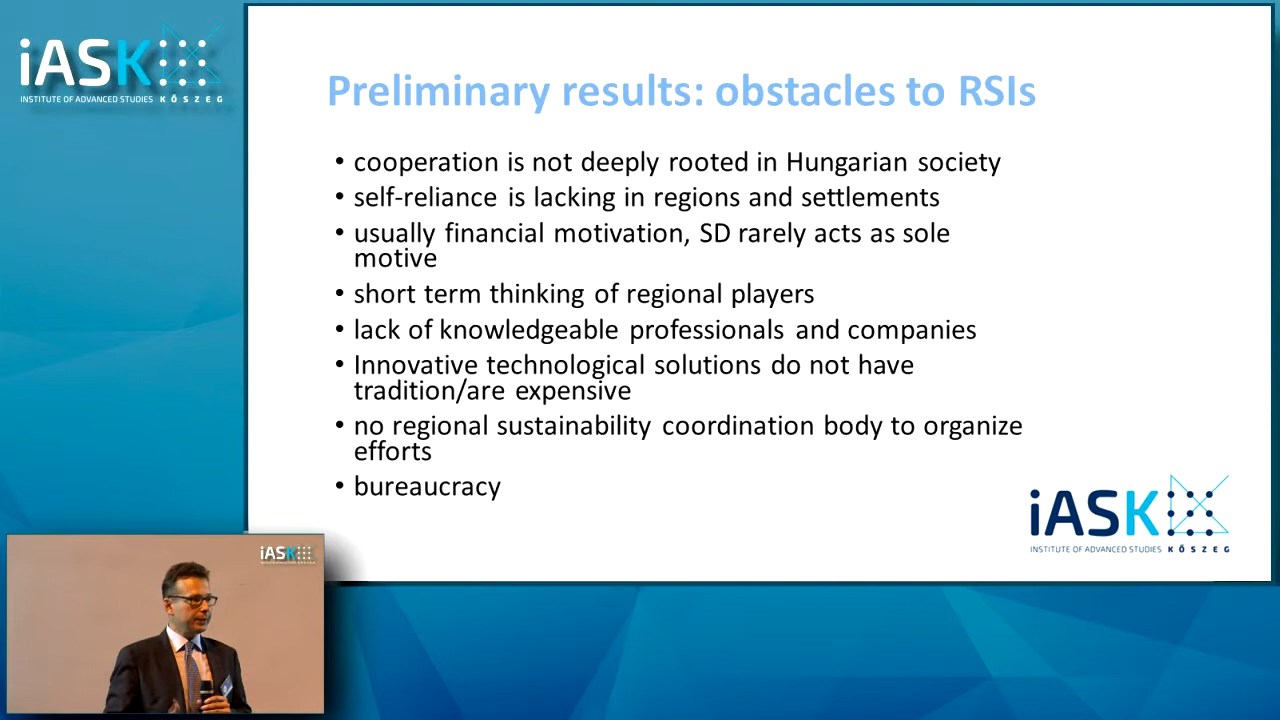 iASK
INSTITUTE OF ADVANCED STUDIES KŐSZEG
Preliminary results: obstacles to RSIs
• cooperation is not deeply rooted in Hungarian society
• self-reliance is lacking in regions and settlements
• usually financial motivation, SD rarely acts as sole
motive
• short term thinking of regional players
• lack of knowledgeable professionals and companies
• Innovative technological solutions do not have
tradition/are expensive
• no regional sustainability coordination body to organize
efforts
• bureaucracy
iASK
INSTITUTE OF ADVANCED STUDIES KŐSZEG
iASK